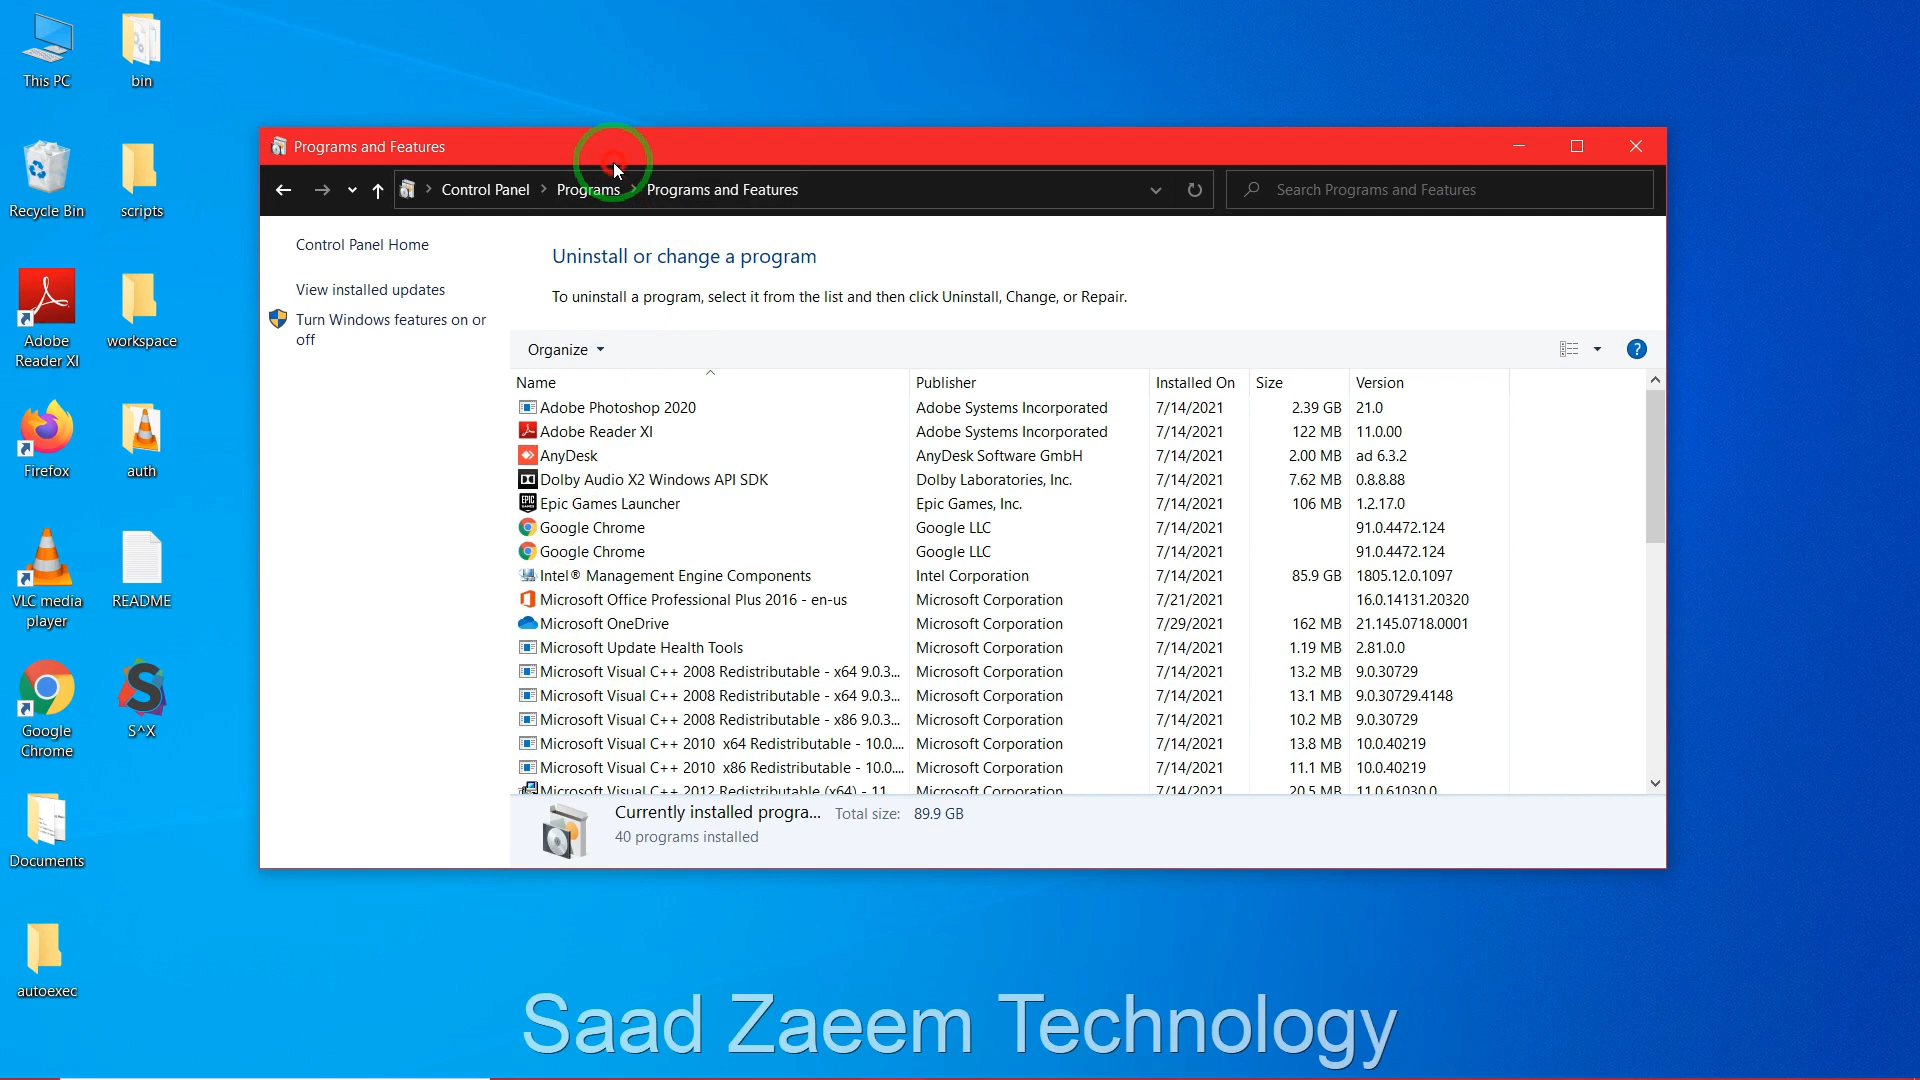 This PC
bin
Recycle Bin
scripts
Adobe
Reader XI
workspace
Firefox
auth
VLC media
player
README
Google
Chrome
S^X
Documents
autoexec
Programs and Features
Control Panel > Programs > Programs and Features
Search Programs and Features
Control Panel Home
View installed updates
Turn Windows features on or
off
Uninstall or change a program
To uninstall a program, select it from the list and then click Uninstall, Change, or Repair.
Organize
?
Name Publisher Installed On Size Version
Adobe Photoshop 2020 Adobe Systems Incorporated 7/14/2021 2.39 GB 21.0
Adobe Reader XI Adobe Systems Incorporated 7/14/2021 122 MB 11.0.00
AnyDesk AnyDesk Software GmbH 7/14/2021 2.00 MB ad 6.3.2
Dolby Audio X2 Windows API SDK Dolby Laboratories, Inc. 7/14/2021 7.62 MB 0.8.8.88
Epic Games Launcher Epic Games, Inc. 7/14/2021 106 MB 1.2.17.0
Google Chrome Google LLC 7/14/2021 91.0.4472.124
Google Chrome Google LLC 7/14/2021 91.0.4472.124
Intel® Management Engine Components Intel Corporation 7/14/2021 85.9 GB 1805.12.0.1097
Microsoft Office Professional Plus 2016 - en-us Microsoft Corporation 7/21/2021 16.0.14131.20320
Microsoft OneDrive Microsoft Corporation 7/29/2021 162 MB 21.145.0718.0001
Microsoft Update Health Tools Microsoft Corporation 7/14/2021 1.19 MB 2.81.0.0
Microsoft Visual C++ 2008 Redistributable - x64 9.0.3... Microsoft Corporation 7/14/2021 13.2 MB 9.0.30729
Microsoft Visual C++ 2008 Redistributable - x64 9.0.3... Microsoft Corporation 7/14/2021 13.1 MB 9.0.30729.4148
Microsoft Visual C++ 2008 Redistributable - x86 9.0.3... Microsoft Corporation 7/14/2021 10.2 MB 9.0.30729
Microsoft Visual C++ 2010 x64 Redistributable - 10.0.... Microsoft Corporation 7/14/2021 13.8 MB 10.0.40219
Microsoft Visual C++ 2010 x86 Redistributable - 10.0.... Microsoft Corporation 7/14/2021 11.1 MB 10.0.40219
Microsoft Visual C++ 2012 Redistributable (x64) - 11 Microsoft Corporation 7/14/2021 20.5 MB 11.0.61030.0
Currently installed progra... Total size: 89.9 GB
40 programs installed
Saad Zaeem Technology